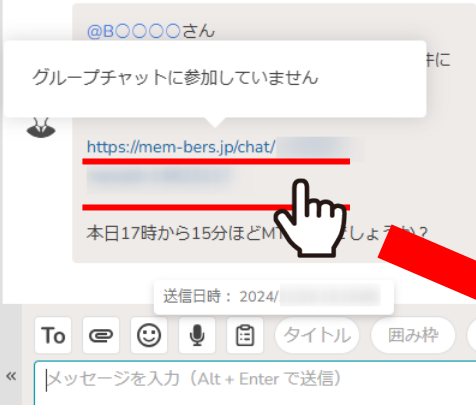 @B○○○○さん
件に
グループチャットに参加していません
https://mem-bers.jp/chat/
本日17時から15分ほどMT しょうか？
送信日時： 2024/
To タイトル 囲み枠
«
メッセージを入力（Alt + Enter で送信）